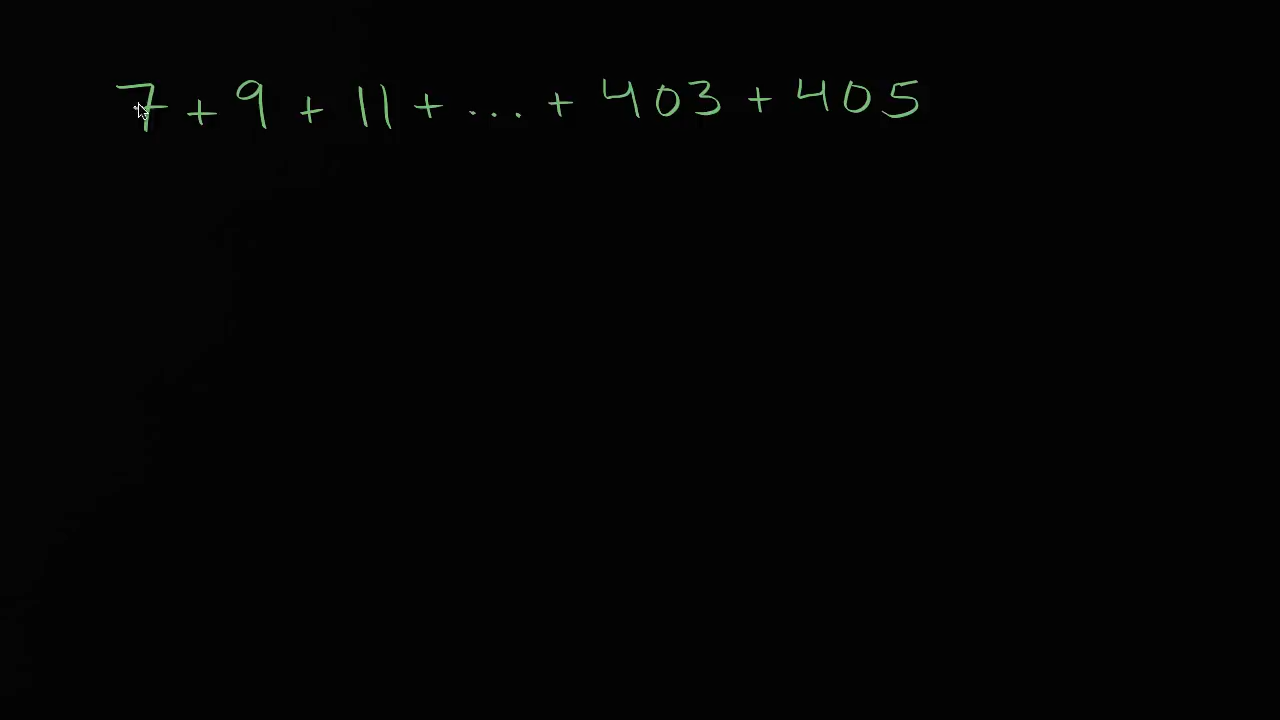 7 + 9 + 11 + ... + 403 + 405